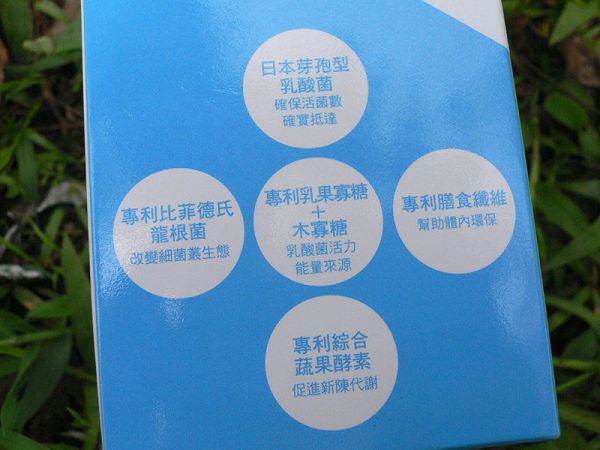 日本芽孢型
乳酸菌
確保活菌數
確實抵達
專利比菲德氏
龍根菌
改變細菌叢生態
專利乳果寡糖
+
木寡糖
乳酸菌活力
能量來源
專利膳食纖維
幫助體內環保
專利綜合
蔬果酵素
促進新陳代謝